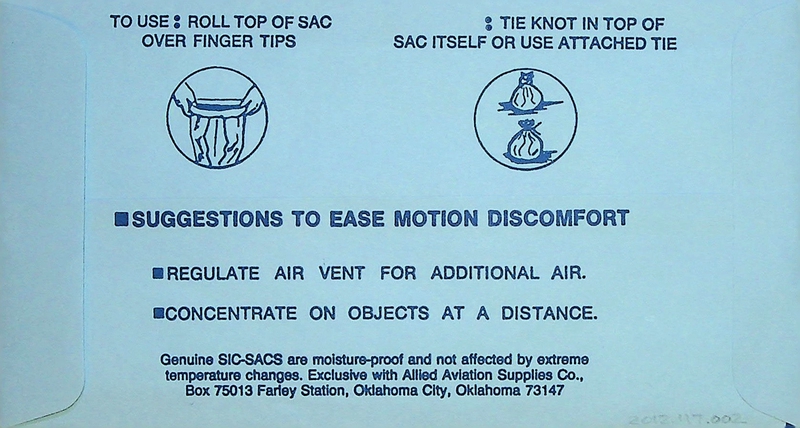 TO USE: ROLL TOP OF SAC
OVER FINGER TIPS
: TIE KNOT IN TOP OF
SAC ITSELF OR USE ATTACHED TIE
■SUGGESTIONS TO EASE MOTION DISCOMFORT
■REGULATE AIR VENT FOR ADDITIONAL AIR.
■CONCENTRATE ON OBJECTS AT A DISTANCE.
Genuine SIC-SACS are moisture-proof and not affected by extreme
temperature changes. Exclusive with Allied Aviation Supplies Co.,
Box 75013 Farley Station, Oklahoma City, Oklahoma 73147
2012.117.002